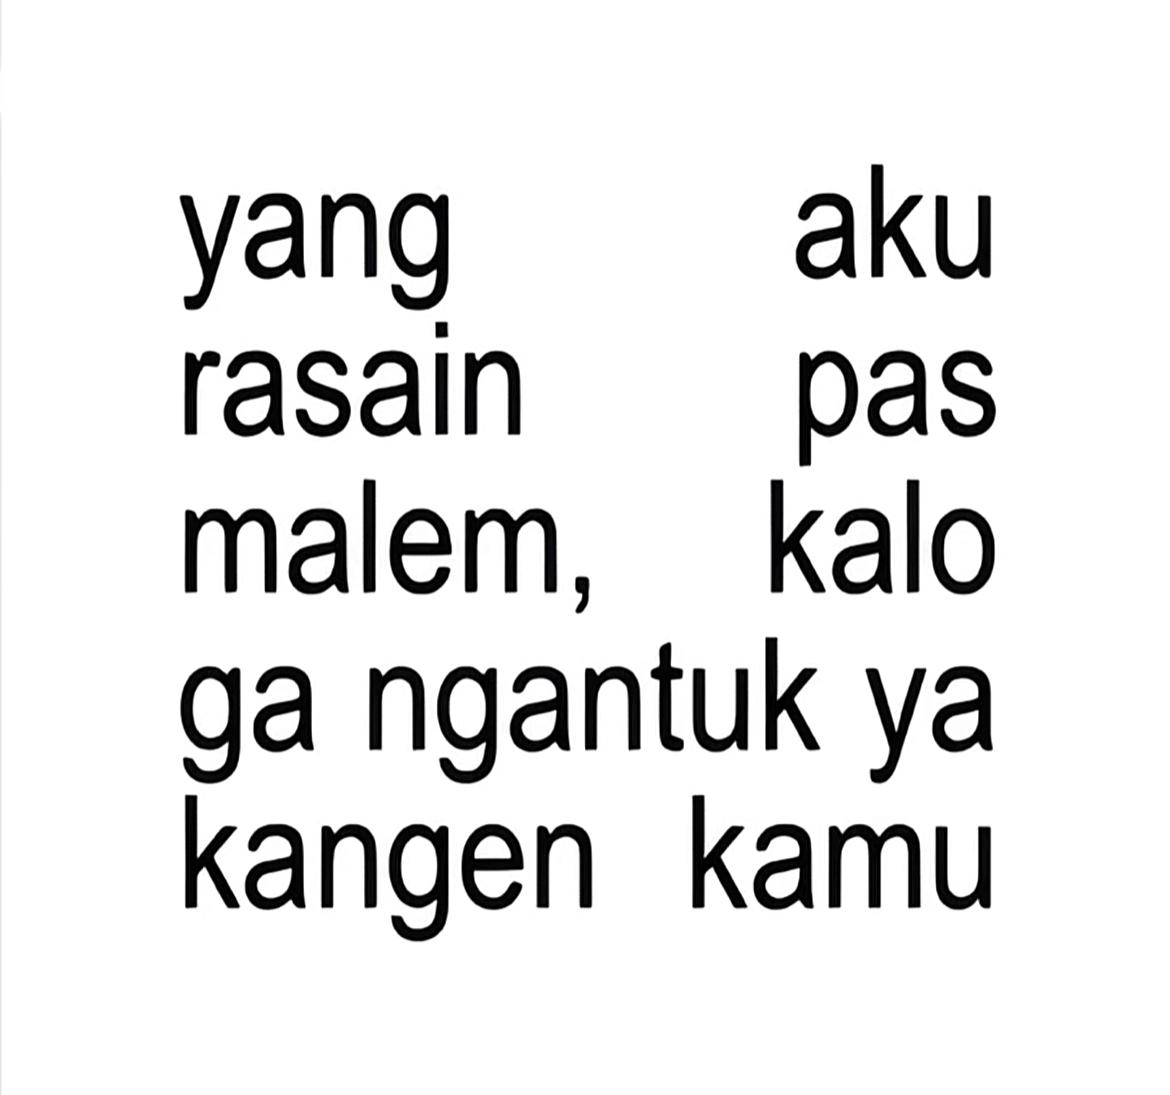 yang aku
rasain pas
malem, kalo
ga ngantuk ya
kangen kamu